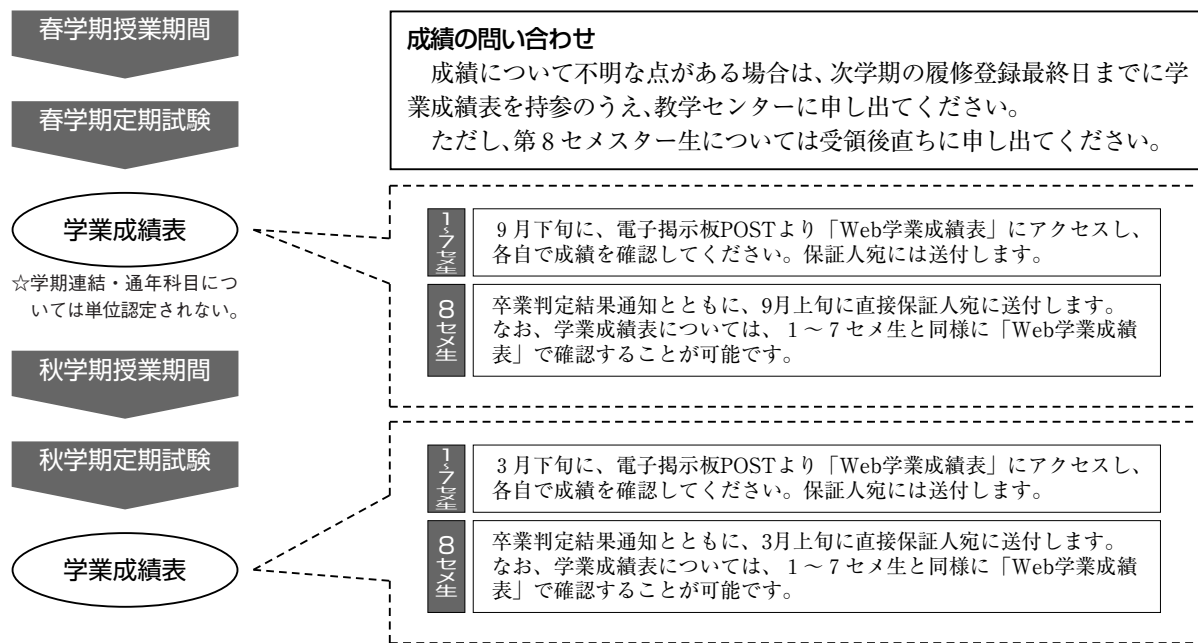 春学期授業期間
春学期定期試験
学業成績表
☆学期連結・通年科目につ
いては単位認定されない。
秋学期授業期間
秋学期定期試験
学業成績表
成績の問い合わせ
成績について不明な点がある場合は、次学期の履修登録最終日までに学
業成績表を持参のうえ、教学センターに申し出てください。
ただし、第8セメスター生については受領後直ちに申し出てください。
1~7セメ生
9月下旬に、電子掲示板POSTより「Web学業成績表」にアクセスし、
各自で成績を確認してください。保証人宛には送付します。
8セメ生
卒業判定結果通知とともに、9月上旬に直接保証人宛に送付します。
なお、学業成績表については、1～7セメ生と同様に「Web学業成績
表」で確認することが可能です。
1~7セメ生
3月下旬に、電子掲示板POSTより「Web学業成績表」にアクセスし、
各自で成績を確認してください。保証人宛には送付します。
8セメ生
卒業判定結果通知とともに、3月上旬に直接保証人宛に送付します。
なお、学業成績表については、1～7セメ生と同様に「Web学業成績
表」で確認することが可能です。